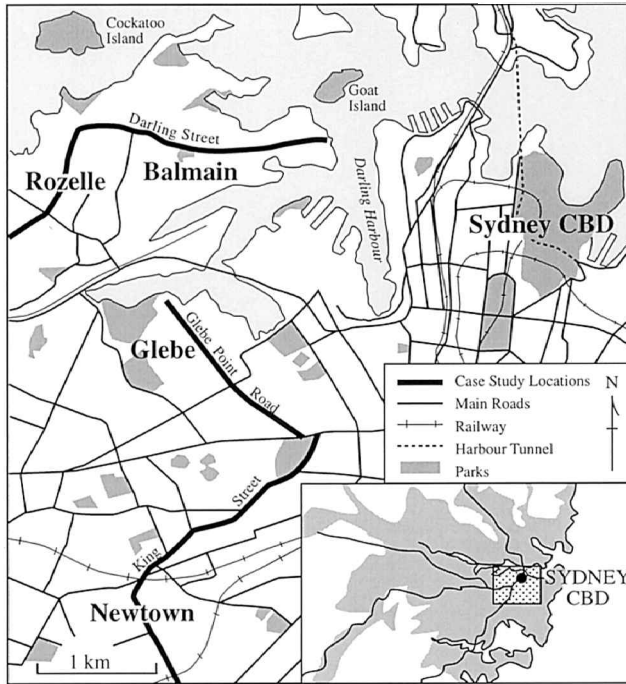 Cockatoo
Island
Goat
Island
Darling Street
Rozelle
Balmain
Darling Harbour
Sydney CBD
Glebe
Glebe Point
Road
Case Study Locations
N
Main Roads
Railway
Harbour Tunnel
Parks
Street
King
SYDNEY
CBD
Newtown
1 km